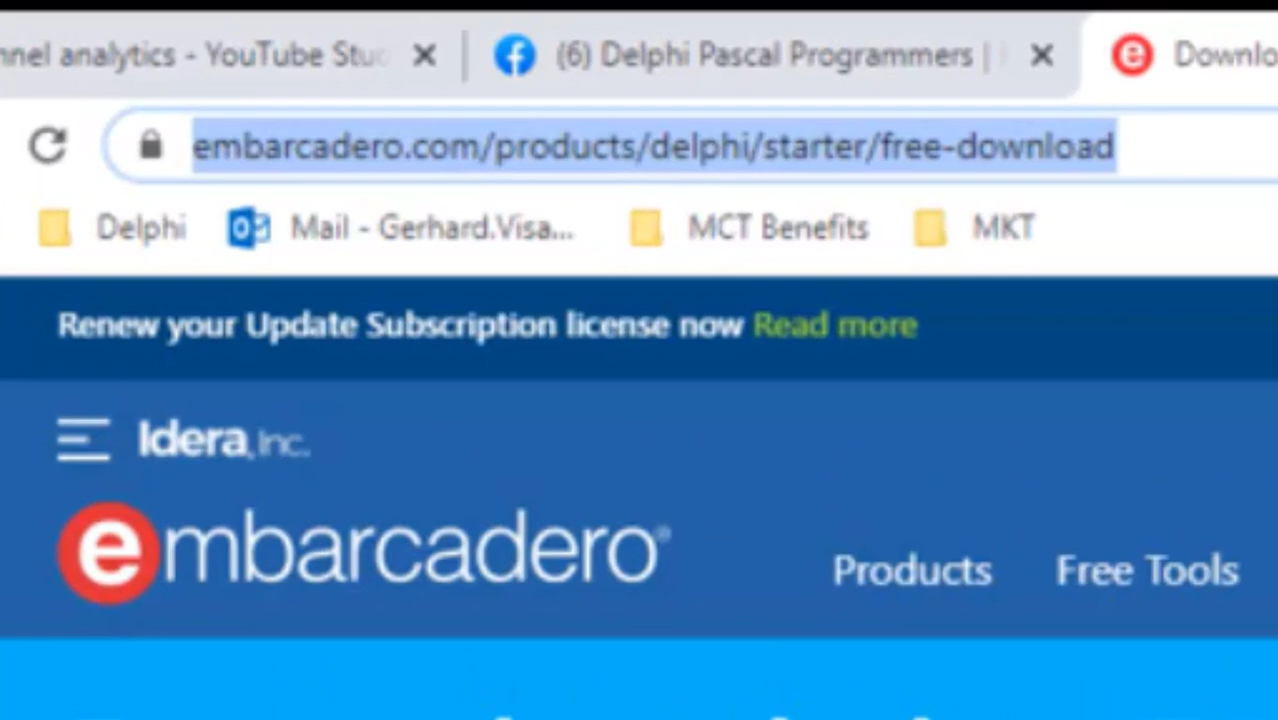 nnel analytics - YouTube Stu (6) Delphi Pascal Programmers | Downlo
embarcadero.com/products/delphi/starter/free-download
Delphi Mail - Gerhard.Visa... MCT Benefits MKT
Renew your Update Subscription license now Read more
Idera, Inc.
embarcadero®
Products Free Tools